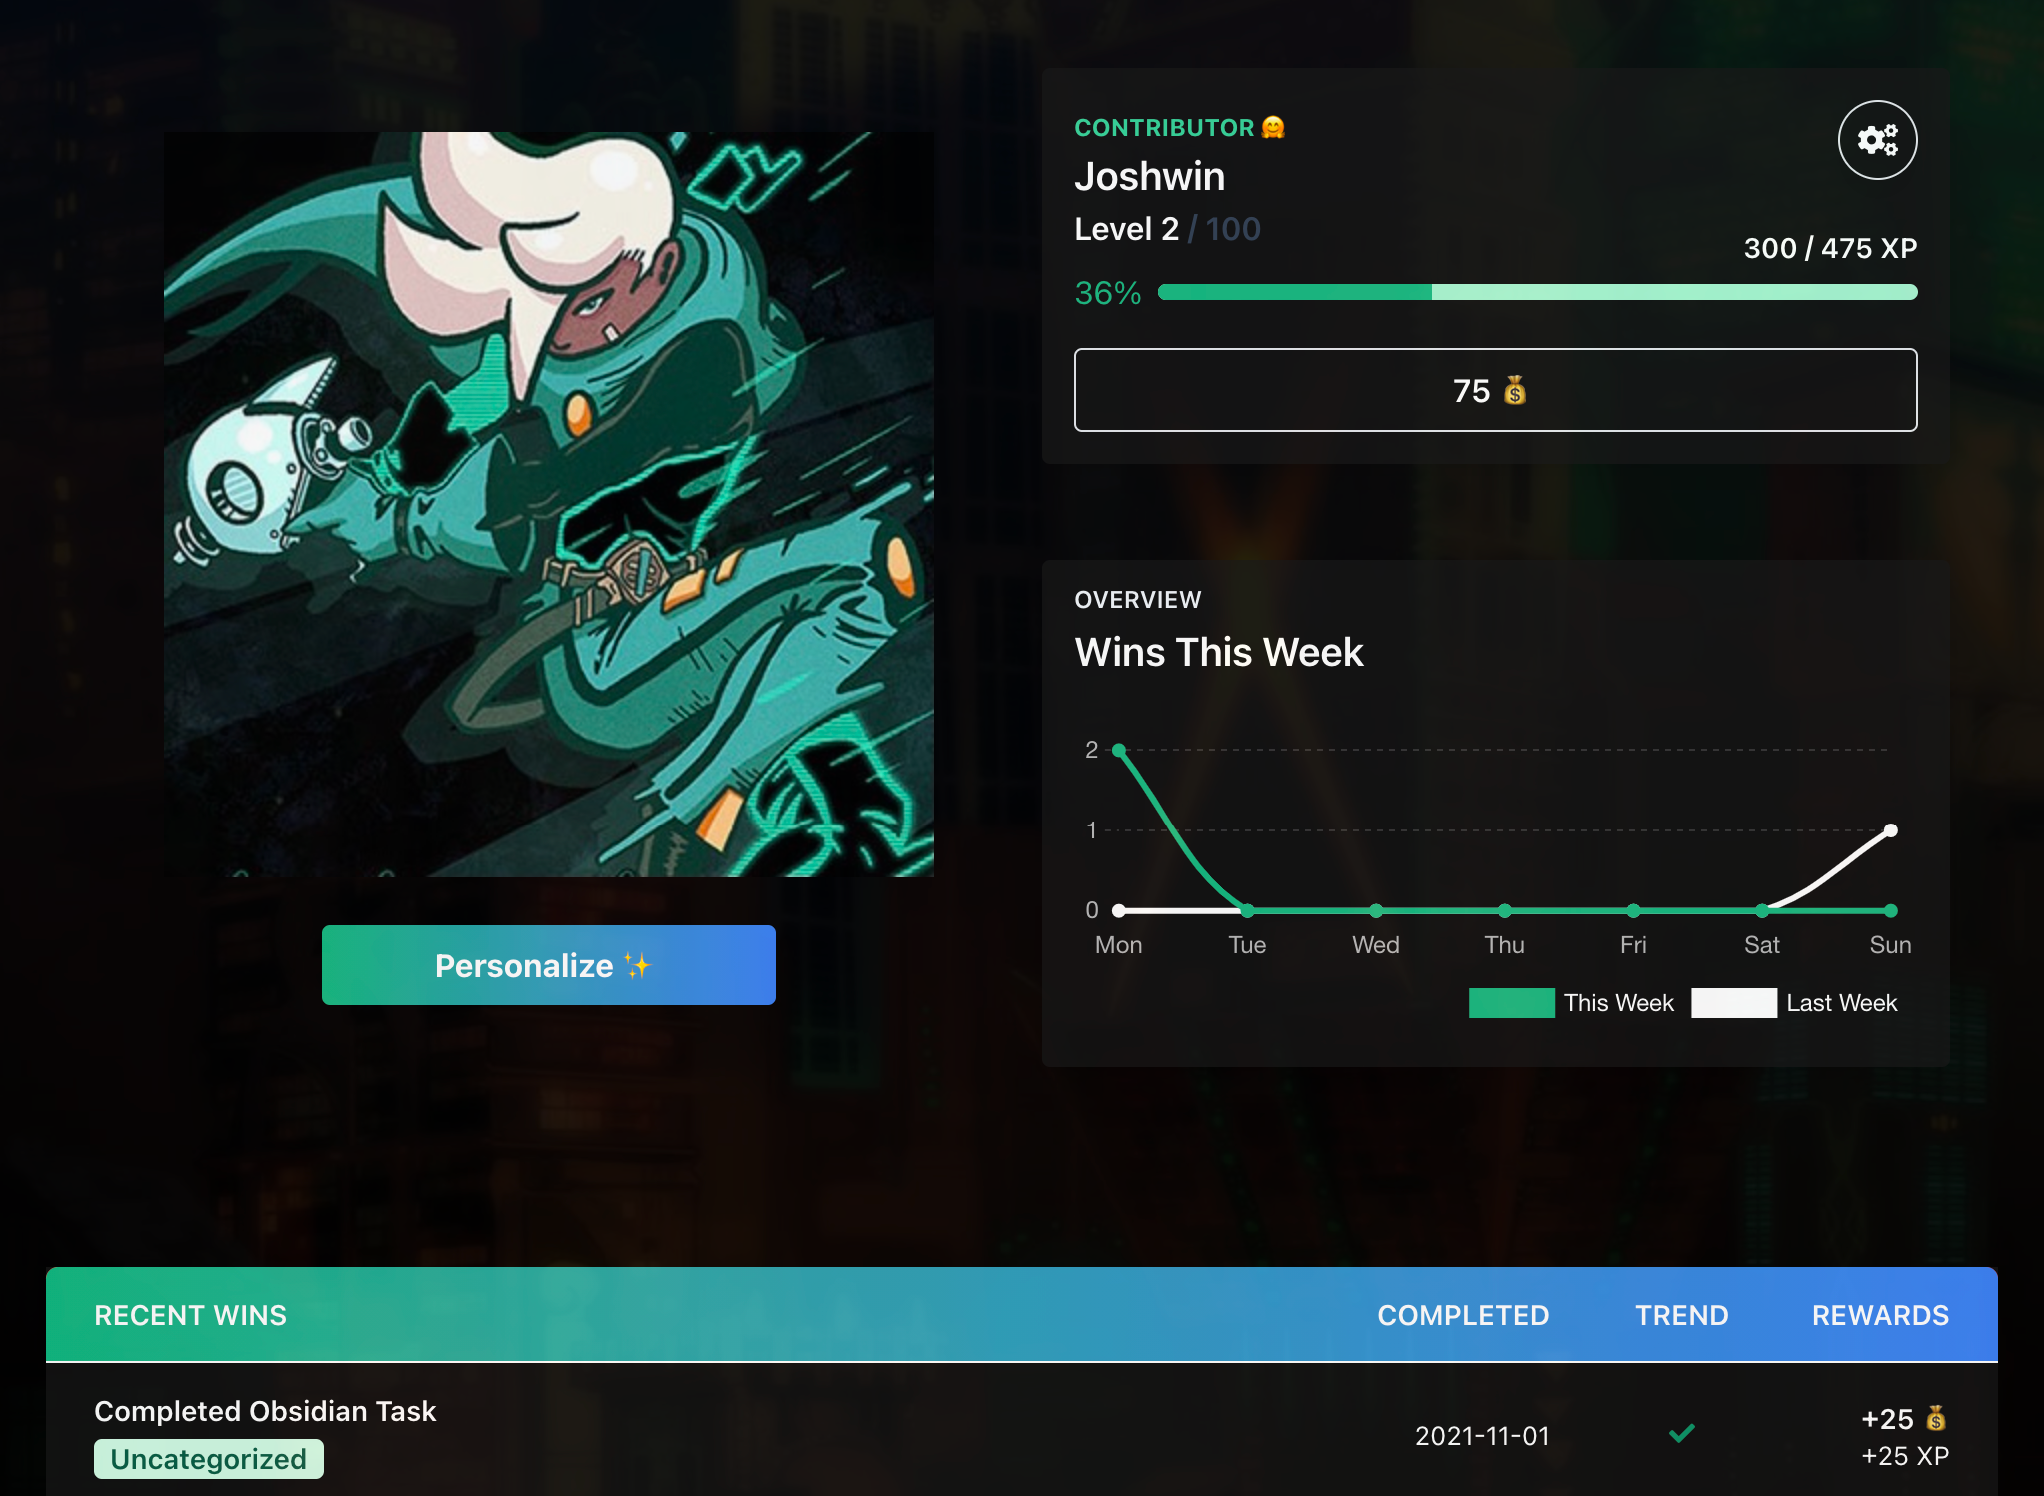 CONTRIBUTOR 🤗
Joshwin
Level 2 / 100
300 / 475 XP
36%
75 💰
OVERVIEW
Wins This Week
2
1
0
Mon Tue Wed Thu Fri Sat Sun
This Week Last Week
Personalize ✨
RECENT WINS COMPLETED TREND REWARDS
Completed Obsidian Task
Uncategorized
2021-11-01
+25 💰
+25 XP